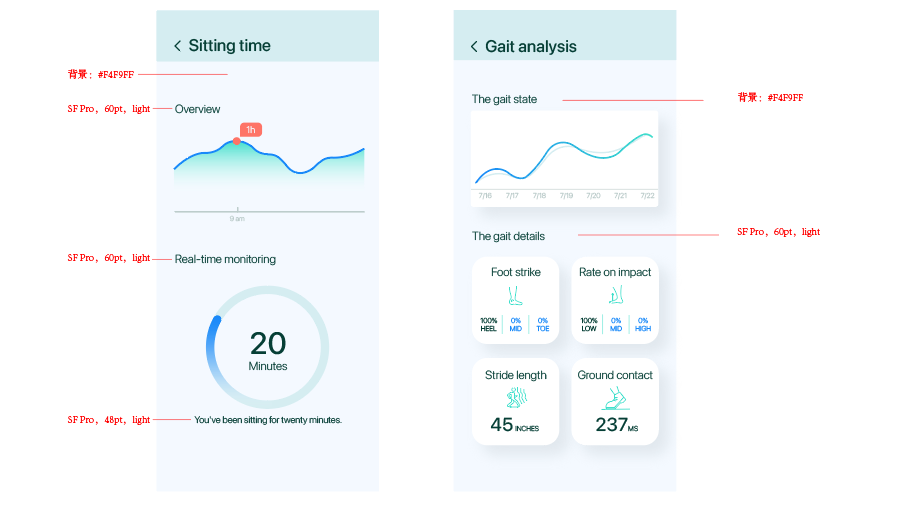 Sitting time
背景：#F4F9FF
SF Pro，60pt，light
Overview
1h
9 am
SF Pro，60pt，light
Real-time monitoring
20
Minutes
SF Pro，48pt，light
You've been sitting for twenty minutes.
Gait analysis
The gait state
背景：#F4F9FF
7/16 7/17 7/18 7/19 7/20 7/21 7/22
The gait details
SF Pro，60pt，light
Foot strike
100% 0% 0%
HEEL MID TOE
Rate on impact
100% 0% 0%
LOW MID HIGH
Stride length
45 INCHES
Ground contact
237 MS